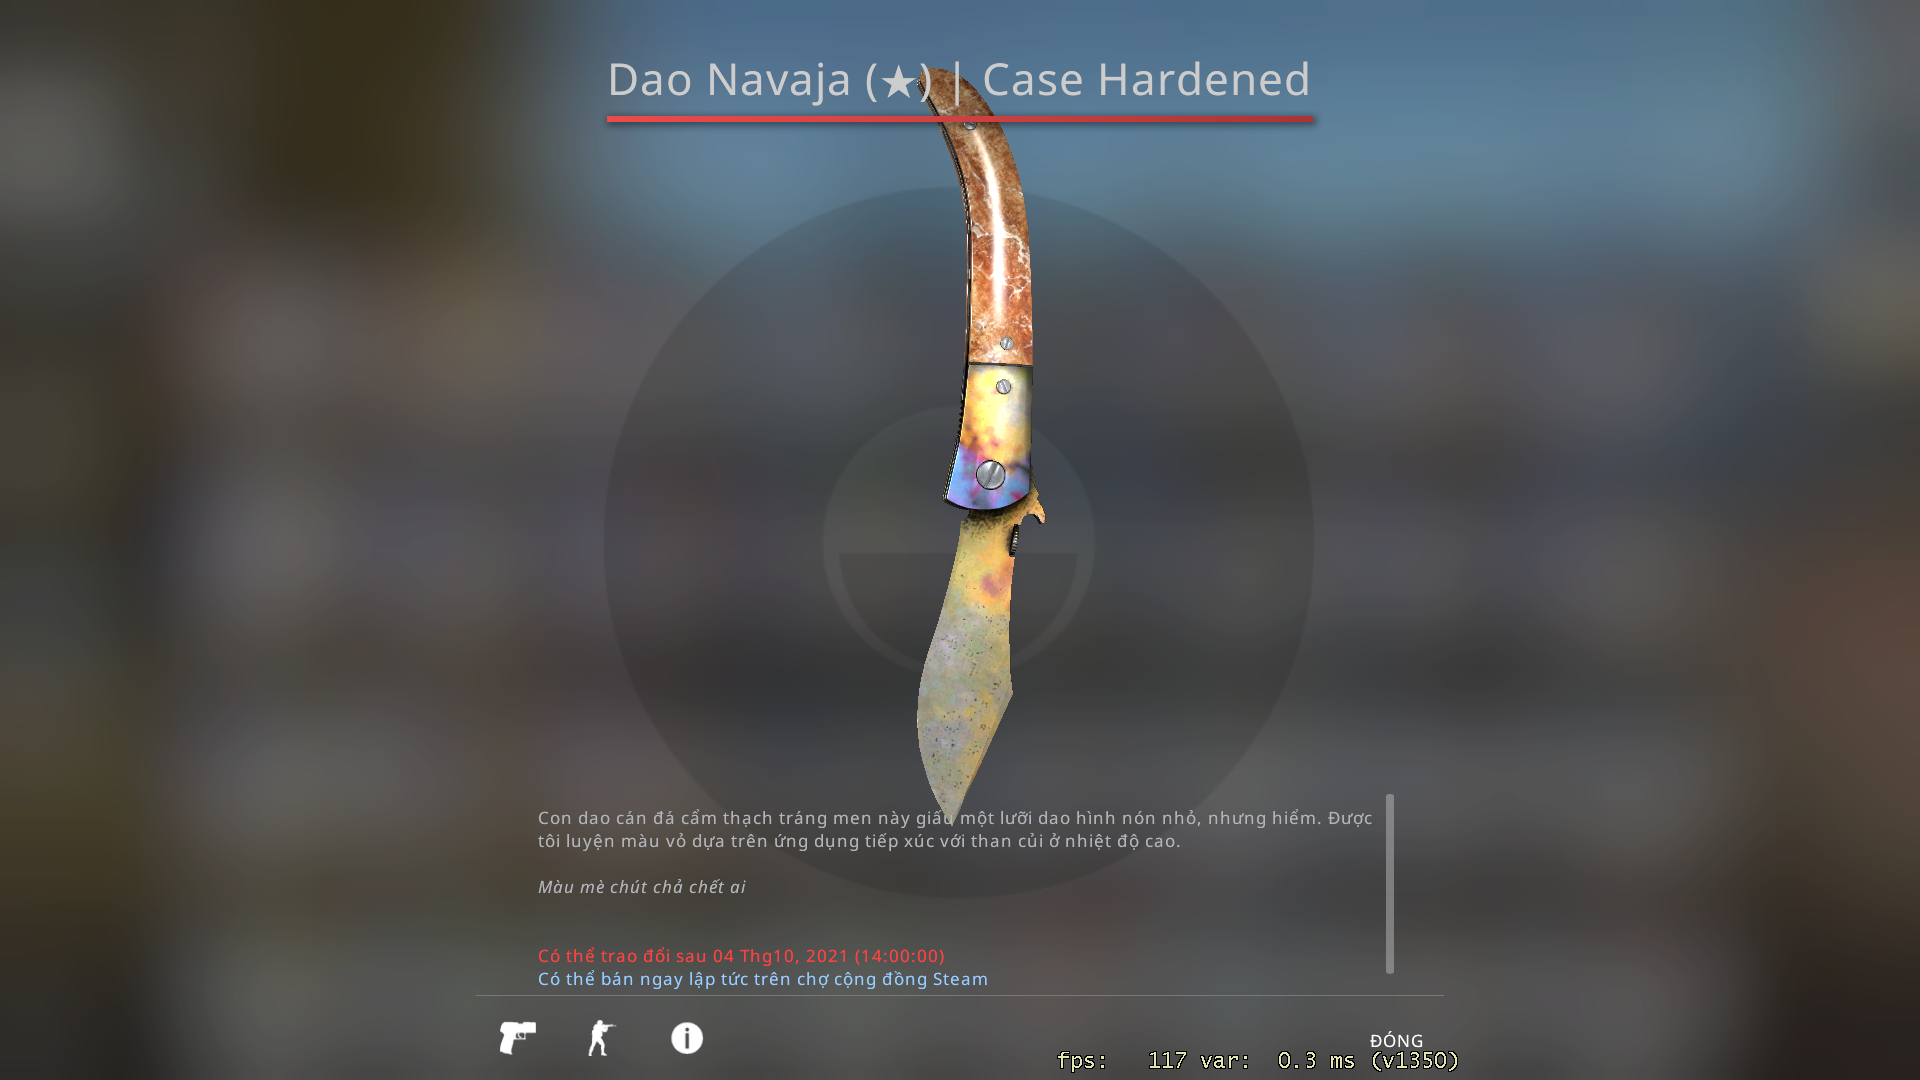 Dao Navaja (★) | Case Hardened
Con dao cán đá cẩm thạch tráng men này giấu một lưỡi dao hình nón nhỏ, nhưng hiểm. Được
tôi luyện màu vỏ dựa trên ứng dụng tiếp xúc với than củi ở nhiệt độ cao.
Màu mè chút chả chết ai
Có thể trao đổi sau 04 Thg10, 2021 (14:00:00)
Có thể bán ngay lập tức trên chợ cộng đồng Steam
ĐÓNG
fps: 117 var: 0.3 ms (v1350)